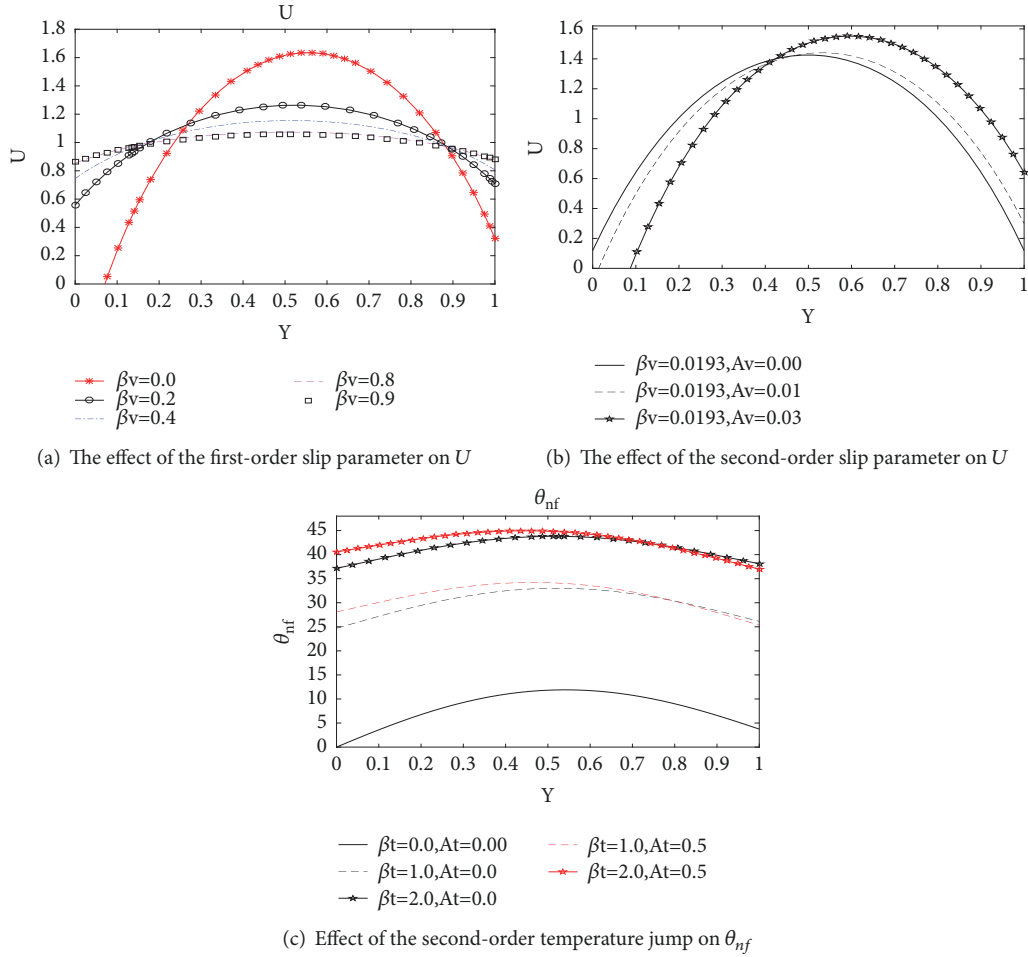 U
1.8
1.6
1.4
1.2
1
0.8
0.6
0.4
0.2
0
U
0 0.1 0.2 0.3 0.4 0.5 0.6 0.7 0.8 0.9 1
Y
βv=0.0
βv=0.2
βv=0.4
βv=0.8
βv=0.9
(a) The effect of the first-order slip parameter on U
1.6
1.4
1.2
1
0.8
0.6
0.4
0.2
0
U
0 0.1 0.2 0.3 0.4 0.5 0.6 0.7 0.8 0.9 1
Y
βv=0.0193,Av=0.00
βv=0.0193,Av=0.01
βv=0.0193,Av=0.03
(b) The effect of the second-order slip parameter on U
θnf
45
40
35
30
25
20
15
10
5
0
θnf
0 0.1 0.2 0.3 0.4 0.5 0.6 0.7 0.8 0.9 1
Y
βt=0.0,At=0.00
βt=1.0,At=0.0
βt=2.0,At=0.0
βt=1.0,At=0.5
βt=2.0,At=0.5
(c) Effect of the second-order temperature jump on θnf